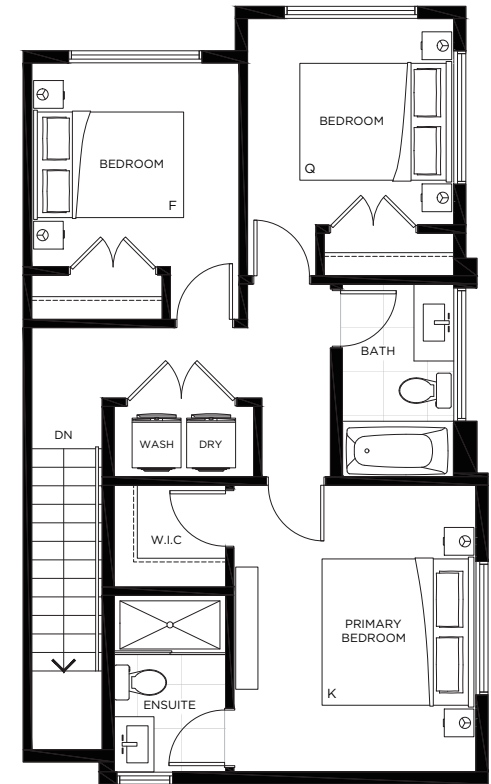 BEDROOM
Q
BEDROOM
F
BATH
DN
WASH
DRY
W.I.C
PRIMARY
BEDROOM
K
ENSUITE